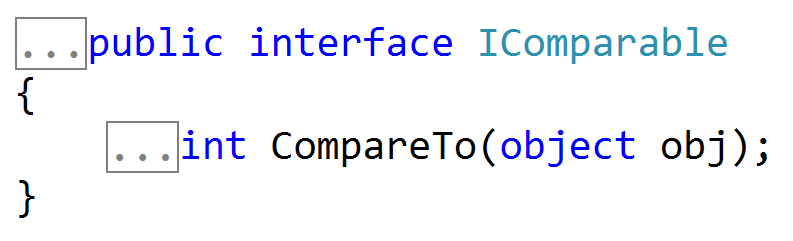 ...public interface IComparable
{
    ...int CompareTo(object obj);
}